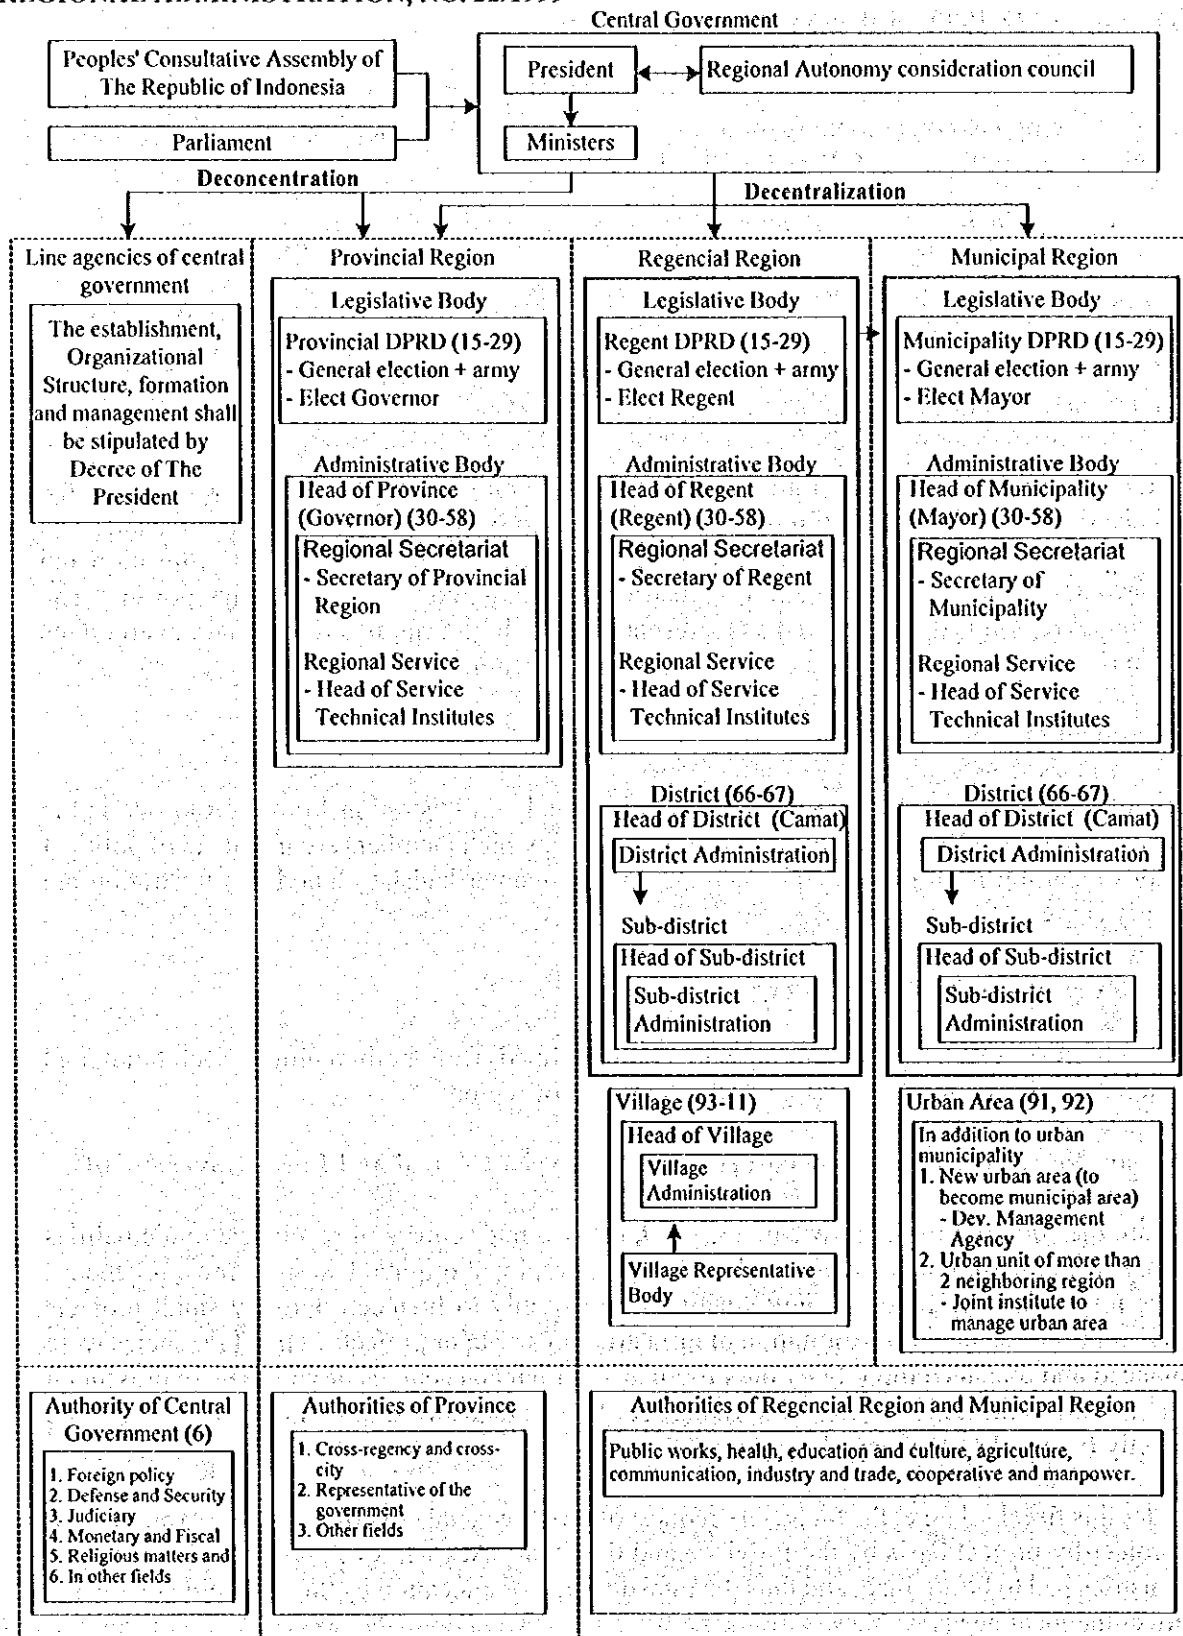 REGIONAL ADMINISTRATION, NO. 22/1999
Central Government
Peoples' Consultative Assembly of
The Republic of Indonesia
Parliament
President
Regional Autonomy consideration council
Ministers
Deconcentration
Decentralization
Line agencies of central
government
The establishment,
Organizational
Structure, formation
and management shall
be stipulated by
Decree of The
President
Provincial Region
Legislative Body
Provincial DPRD (15-29)
- General election + army
- Elect Governor
Administrative Body
Head of Province
(Governor) (30-58)
Regional Secretariat
- Secretary of Provincial
Region
Regional Service
- Head of Service
Technical Institutes
Regencial Region
Legislative Body
Regent DPRD (15-29)
- General election + army
- Elect Regent
Administrative Body
Head of Regent
(Regent) (30-58)
Regional Secretariat
- Secretary of Regent
Regional Service
- Head of Service
Technical Institutes
District (66-67)
Head of District (Camat)
District Administration
Sub-district
Head of Sub-district
Sub-district
Administration
Village (93-11)
Head of Village
Village
Administration
Village Representative
Body
Municipal Region
Legislative Body
Municipality DPRD (15-29)
- General election + army
- Elect Mayor
Administrative Body
Head of Municipality
(Mayor) (30-58)
Regional Secretariat
- Secretary of
Municipality
Regional Service
- Head of Service
Technical Institutes
District (66-67)
Head of District (Camat)
District Administration
Sub-district
Head of Sub-district
Sub-district
Administration
Urban Area (91, 92)
In addition to urban
municipality
1. New urban area (to
become municipal area)
- Dev. Management
Agency
2. Urban unit of more than
2 neighboring region
- Joint institute to
manage urban area
Authority of Central
Government (6)
1. Foreign policy
2. Defense and Security
3. Judiciary
4. Monetary and Fiscal
5. Religious matters and
6. In other fields
Authorities of Province
1. Cross-regency and cross-
city
2. Representative of the
government
3. Other fields
Authorities of Regencial Region and Municipal Region
Public works, health, education and culture, agriculture,
communication, industry and trade, cooperative and manpower.